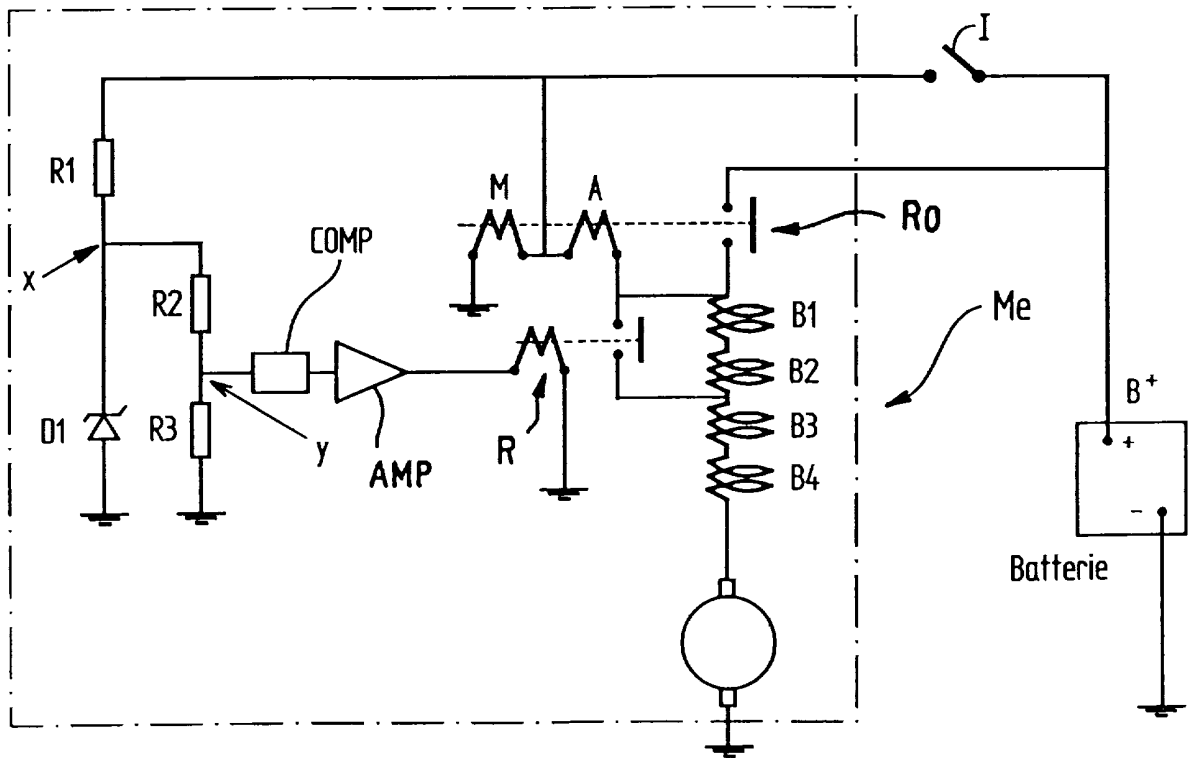 I
R1
M
A
RO
COMP
x
R2
B1
Me
B2
B+
D1
R3
B3
+
y
R
AMP
B4
-
Batterie